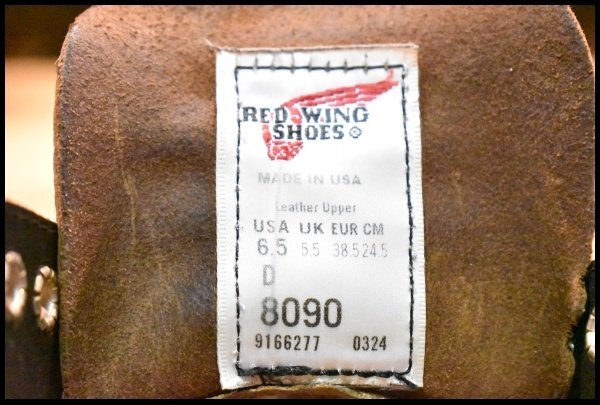 RED WING
SHOES
MADE IN USA
Leather Upper
USA UK EUR CM
6.5 5.5 38.5 24.5
D
8090
9166277 0324